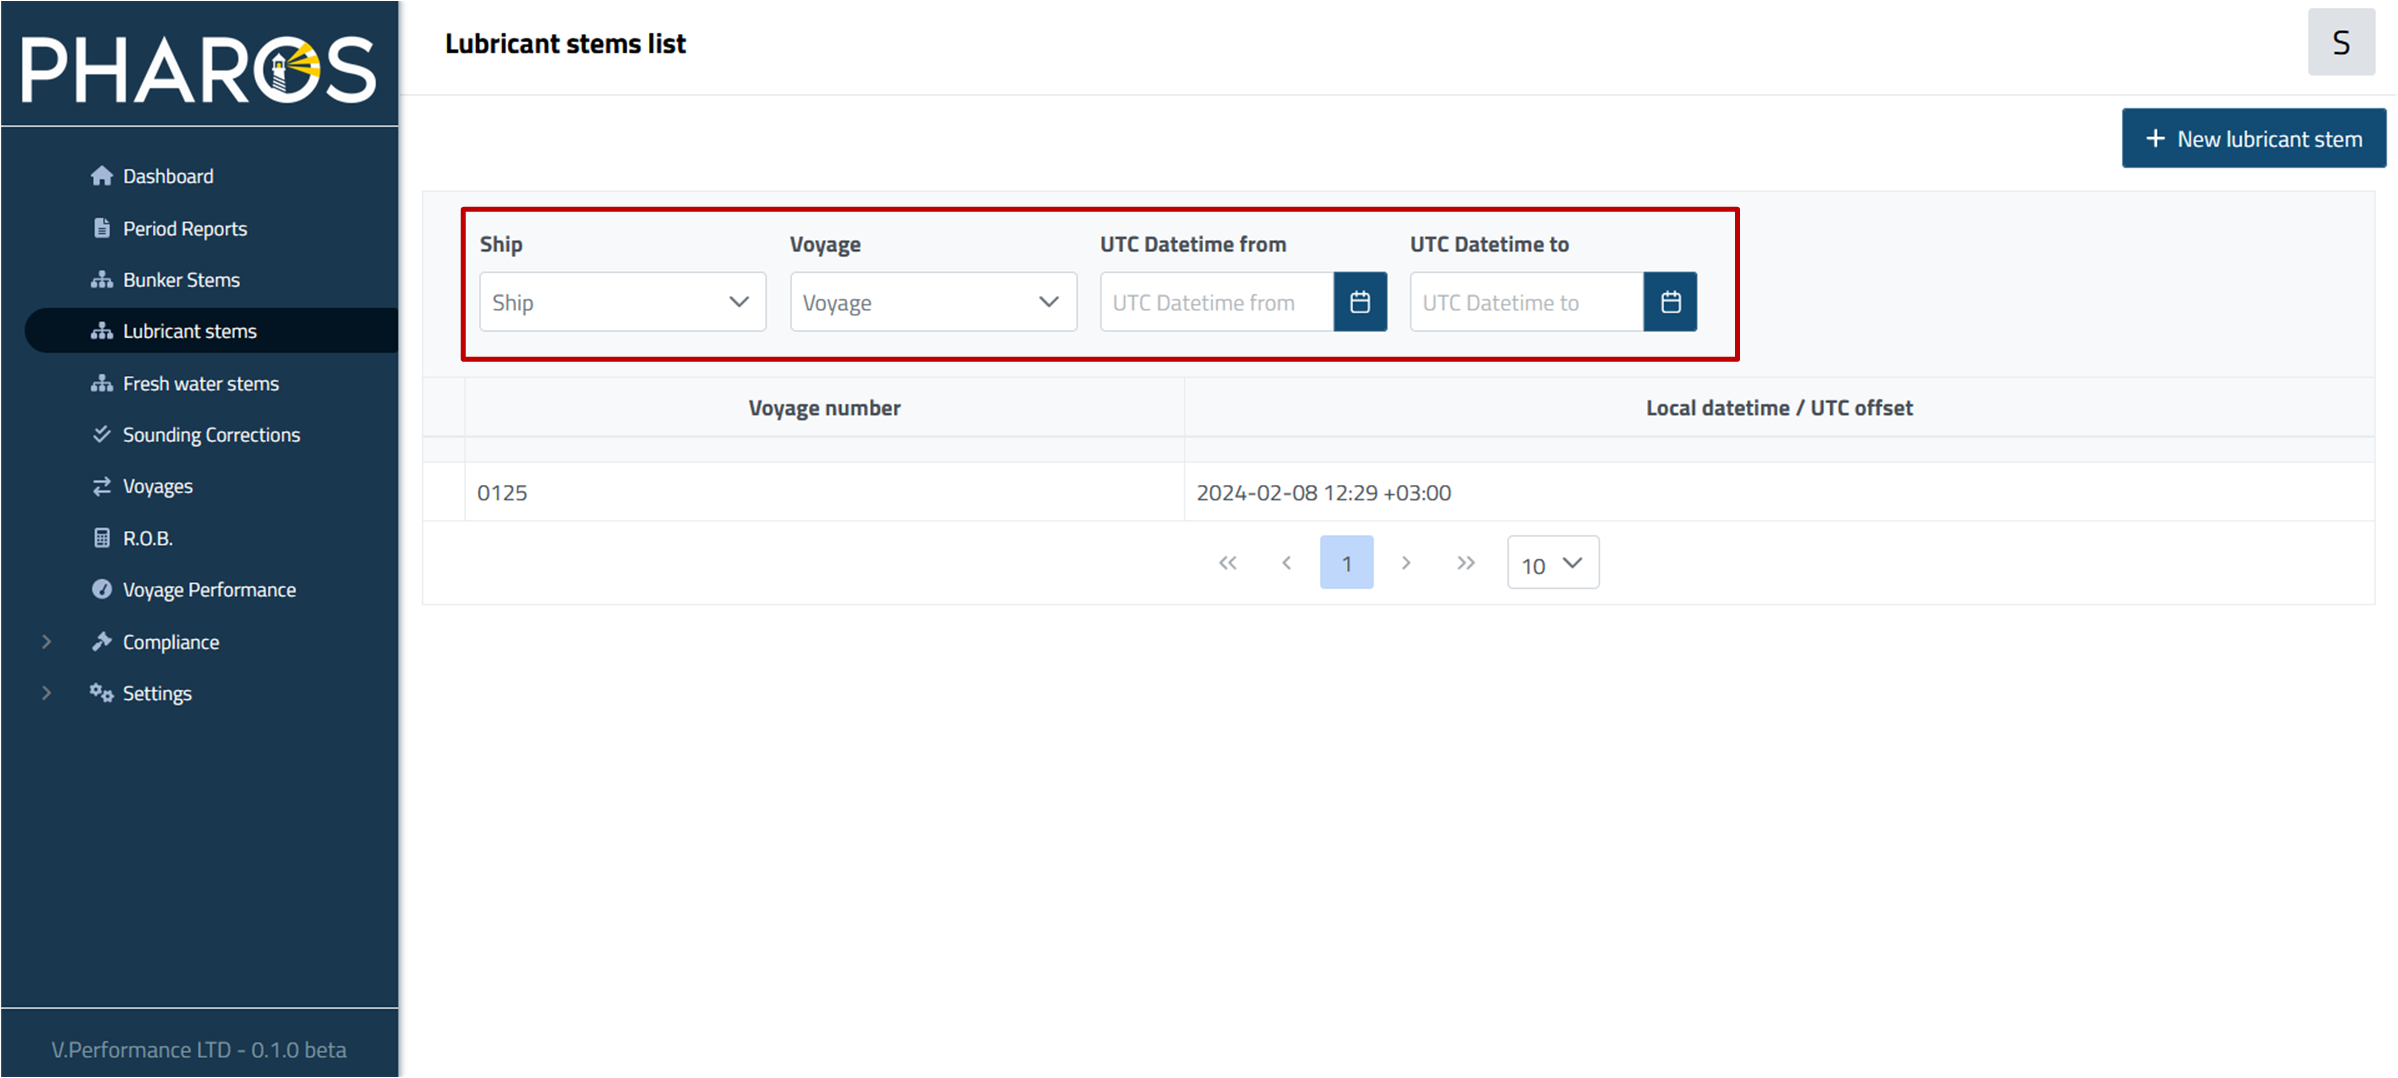 PHAROS
Lubricant stems list
S
+ New lubricant stem
Dashboard
Period Reports
Bunker Stems
Lubricant stems
Fresh water stems
Sounding Corrections
Voyages
R.O.B.
Voyage Performance
Compliance
Settings
V.Performance LTD - 0.1.0 beta
Ship Voyage UTC Datetime from UTC Datetime to
Ship Voyage UTC Datetime from UTC Datetime to
Voyage number Local datetime / UTC offset
0125 2024-02-08 12:29 +03:00
1 10